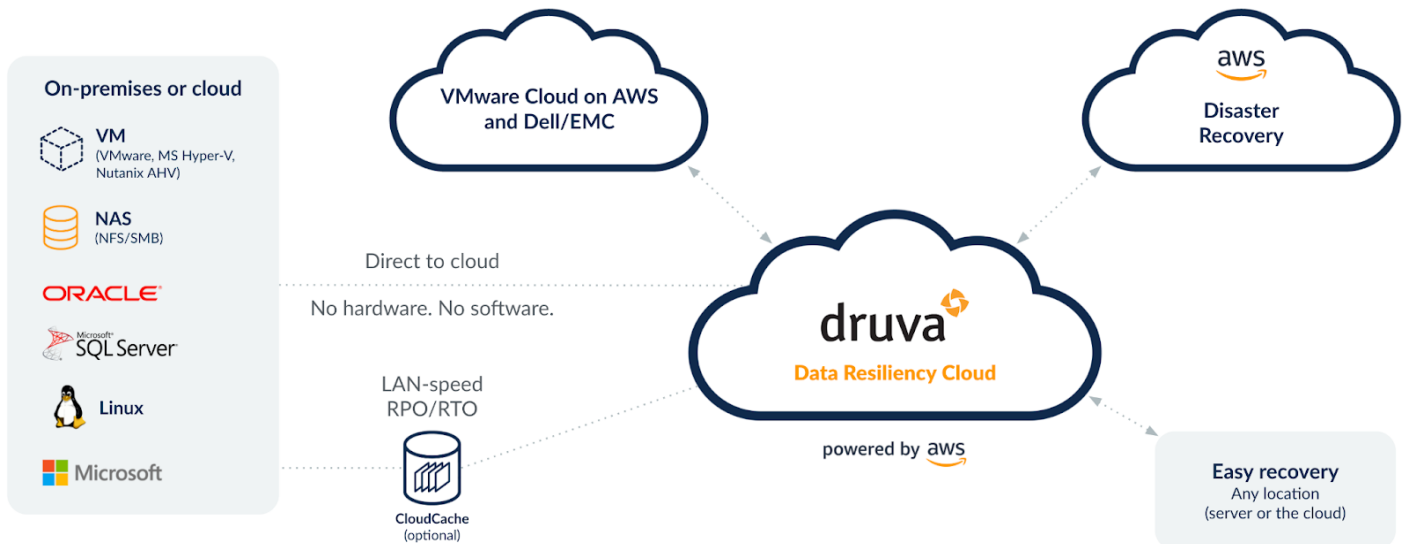 On-premises or cloud
VM
(VMware, MS Hyper-V,
Nutanix AHV)
NAS
(NFS/SMB)
ORACLE®
Microsoft®
SQL Server
Linux
Microsoft
VMware Cloud on AWS
and Dell/EMC
aws
Disaster
Recovery
Direct to cloud
No hardware. No software.
LAN-speed
RPO/RTO
CloudCache
(optional)
druva
Data Resiliency Cloud
powered by aws
Easy recovery
Any location
(server or the cloud)